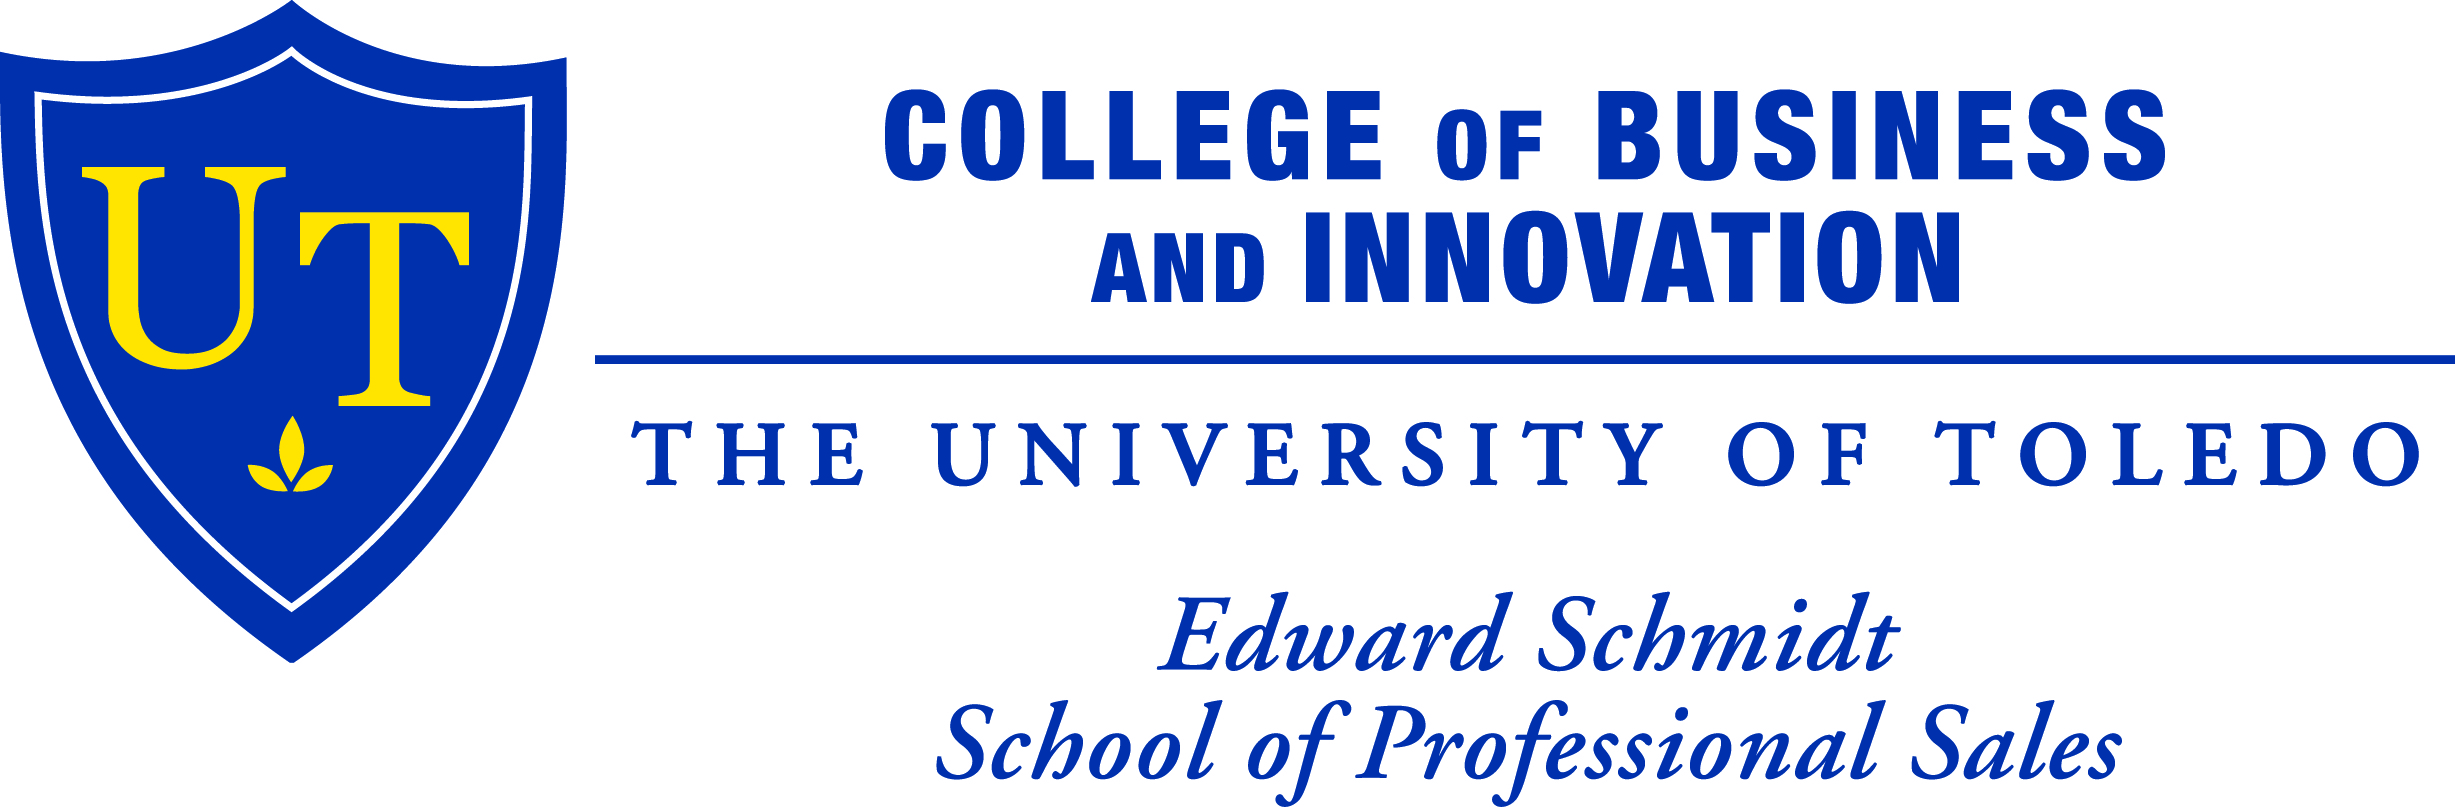 UT
COLLEGE OF BUSINESS
AND INNOVATION
THE UNIVERSITY OF TOLEDO
Edward Schmidt
School of Professional Sales